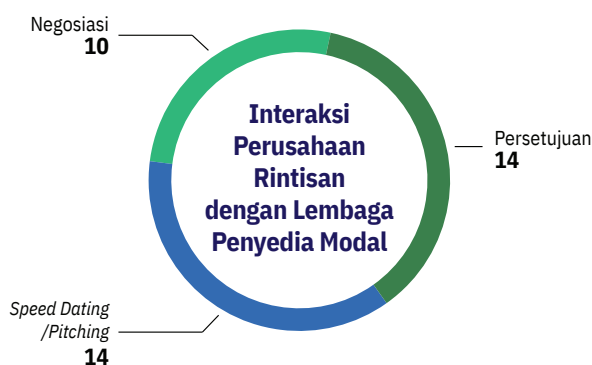 Negosiasi
10
Interaksi
Perusahaan
Rintisan
dengan Lembaga
Penyedia Modal
Persetujuan
14
Speed Dating
/Pitching
14